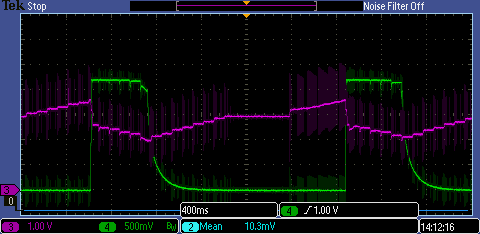 Tek Stop Noise Filter Off
3
0
400ms 4 1.00 V
3 1.00 V 4 500mV Bw 2 Mean 10.3mV 14:12:16